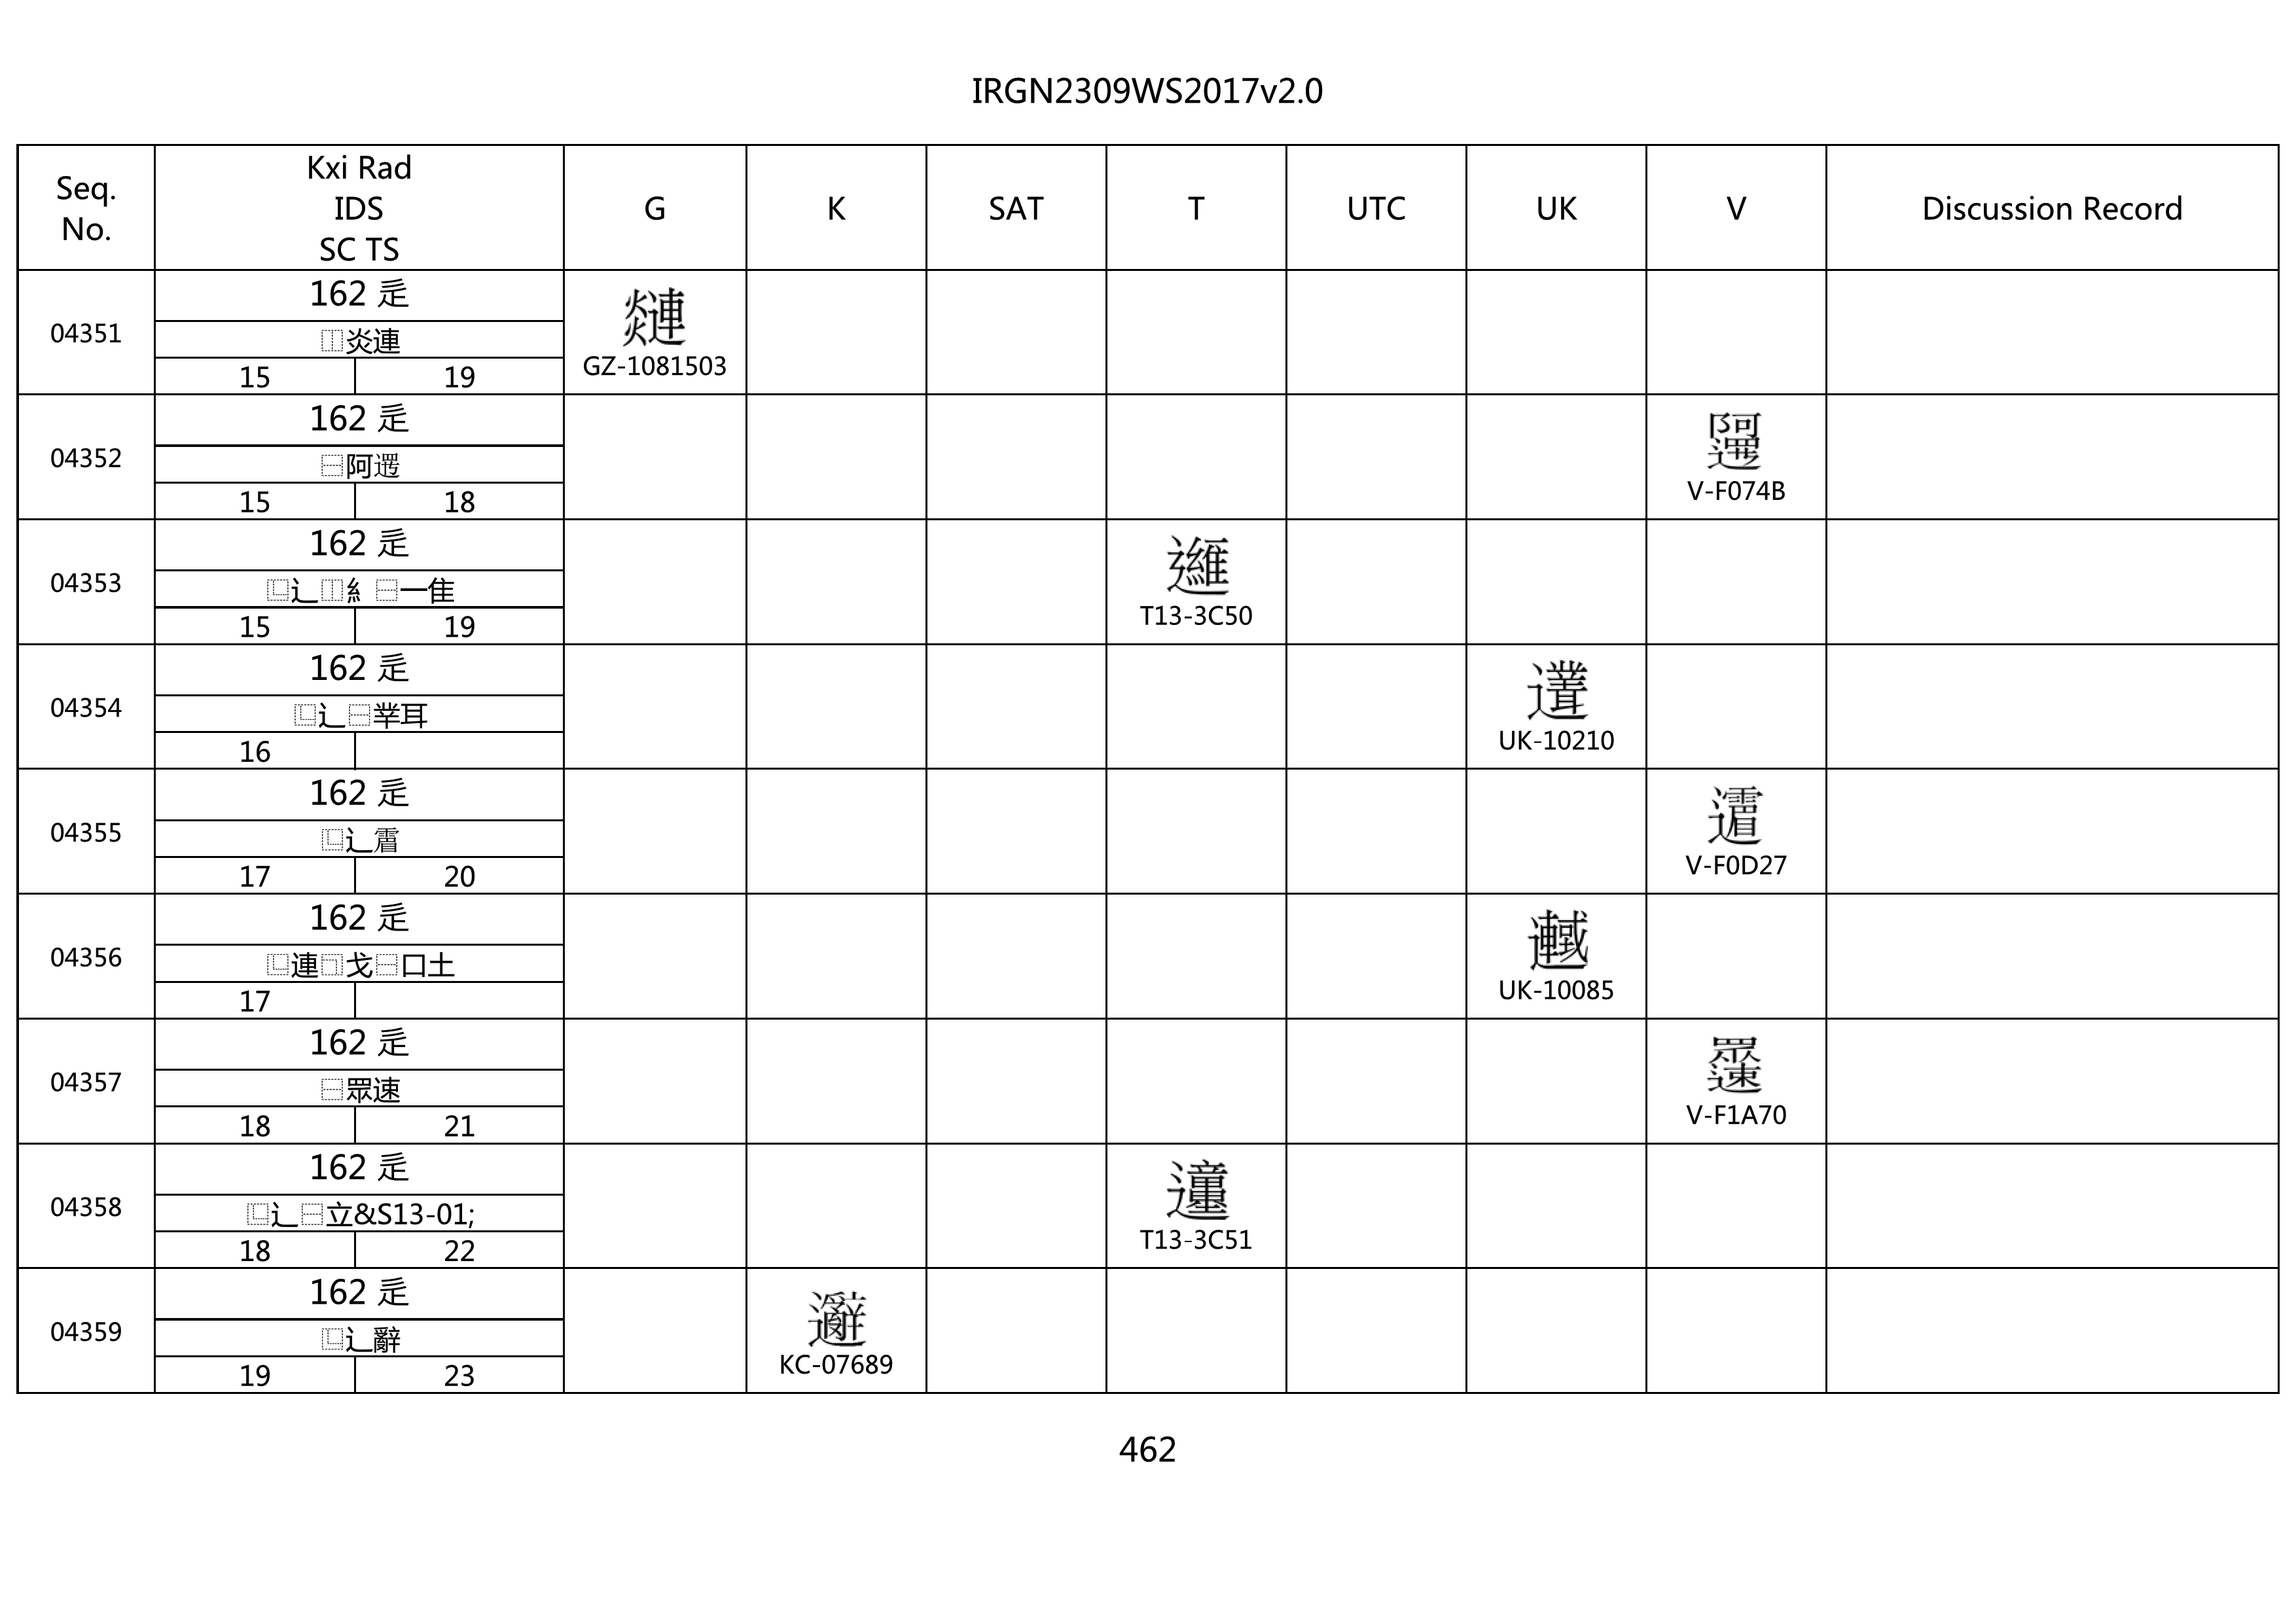 IRGN2309WS2017v2.0
Seq. No. Kxi Rad IDS SC TS G K SAT T UTC UK V Discussion Record
04351
162 辵
⿰炎連
15 19
GZ-1081503
04352
162 辵
⿱阿
15 18
V-F074B
04353
162 辵
⿺辶⿰糹⿱一隹
15 19
T13-3C50
04354
162 辵
⿺辶⿱丵耳
16
UK-10210
04355
162 辵
⿺辶
17 20
V-F0D27
04356
162 辵
⿺連⿹戈⿱口土
17
UK-10085
04357
162 辵
⿱眾速
18 21
V-F1A70
04358
162 辵
⿺辶⿱立&S13-01;
18 22
T13-3C51
04359
162 辵
⿺辶辭
19 23
KC-07689
462